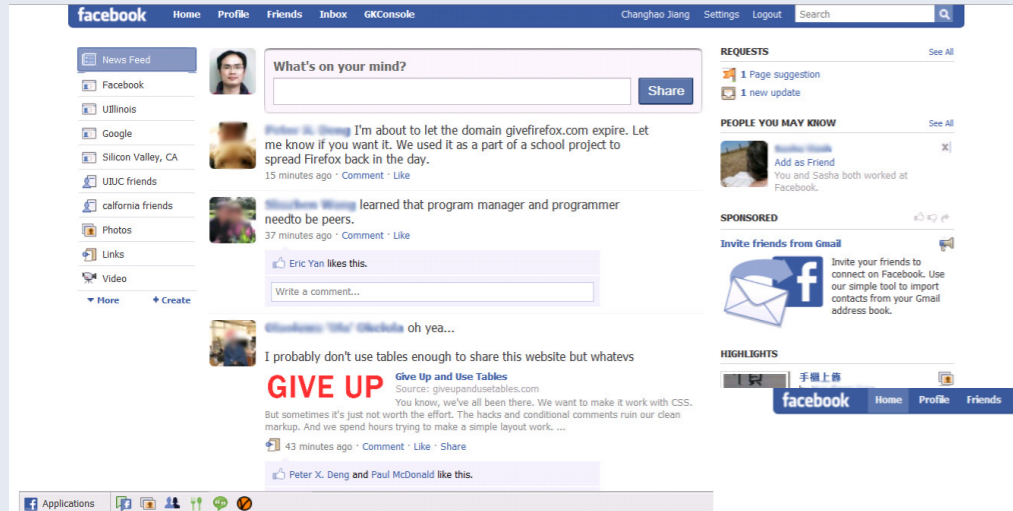 facebook Home Profile Friends Inbox GKConsole Changhao Jiang Settings Logout Search
News Feed
Facebook
UIllinois
Google
Silicon Valley, CA
UIUC friends
calfornia friends
Photos
Links
Video
More + Create
What's on your mind?
Share
I'm about to let the domain givefirefox.com expire. Let
me know if you want it. We used it as a part of a school project to
spread Firefox back in the day.
15 minutes ago · Comment · Like
learned that program manager and programmer
needto be peers.
37 minutes ago · Comment · Like
Eric Yan likes this.
Write a comment...
oh yea...
I probably don't use tables enough to share this website but whatevs
GIVE UP
Give Up and Use Tables
Source: giveupandusetables.com
You know, we've all been there. We want to make it work with CSS.
But sometimes it's just not worth the effort. The hacks and conditional comments ruin our clean
markup. And we spend hours trying to make a simple layout work. ...
43 minutes ago · Comment · Like · Share
Peter X. Deng and Paul McDonald like this.
REQUESTS See All
1 Page suggestion
1 new update
PEOPLE YOU MAY KNOW See All
x
Add as Friend
You and Sasha both worked at
Facebook.
SPONSORED
Invite friends from Gmail
Invite your friends to
connect on Facebook. Use
our simple tool to import
contacts from your Gmail
address book.
HIGHLIGHTS See All
手機上飾
facebook Home Profile Friends
Applications